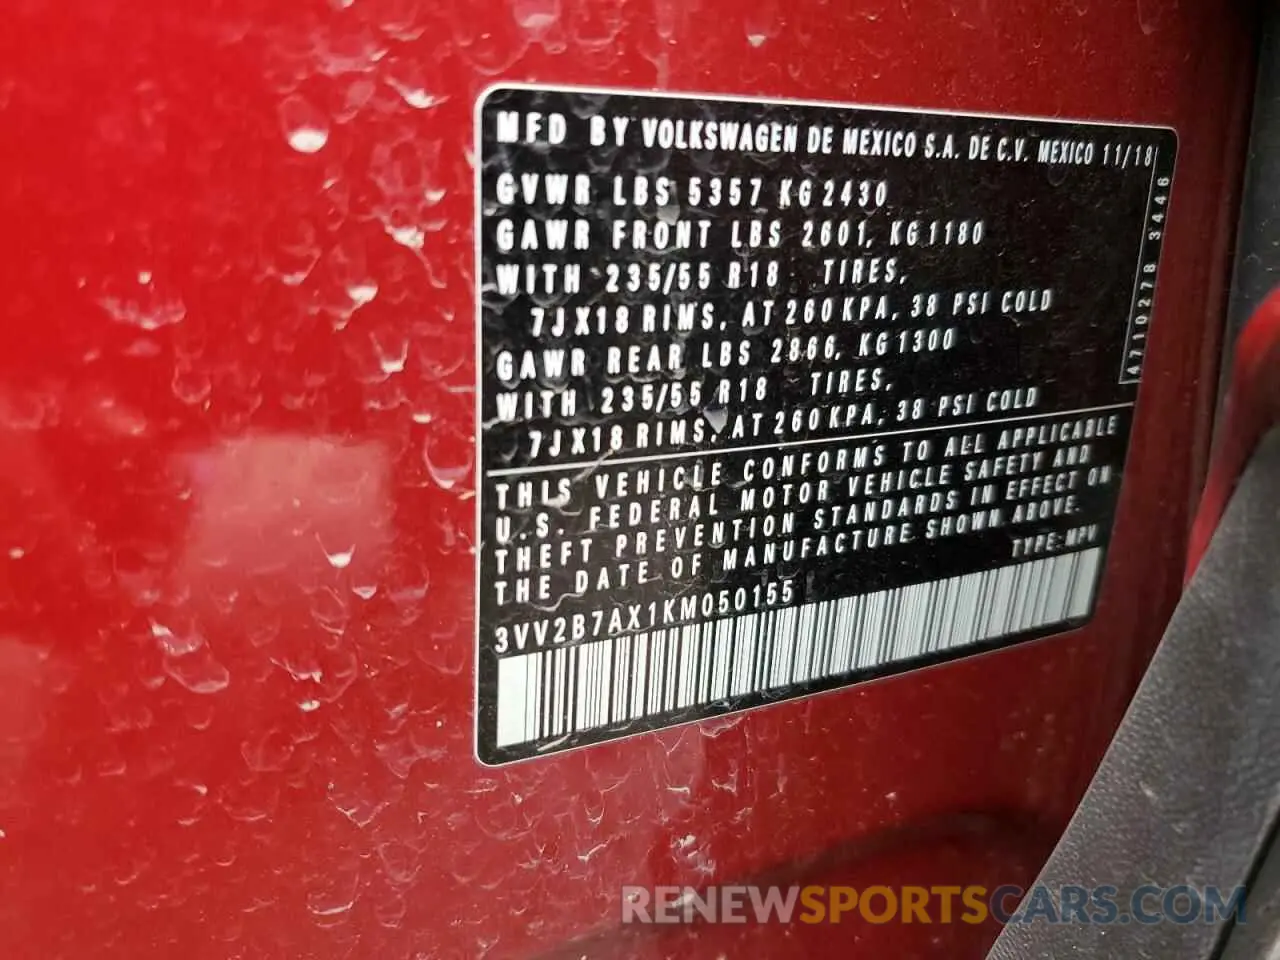 MFD BY VOLKSWAGEN DE MEXICO S.A. DE C.V. MEXICO 11/18
GVWR LBS 5357 KG 2430
GAWR FRONT LBS 2601, KG 1180
WITH 235/55 R18 TIRES,
7JX18 RIMS, AT 260 KPA, 38 PSI COLD
GAWR REAR LBS 2866, KG 1300
WITH 235/55 R18 TIRES,
7JX18 RIMS, AT 260 KPA, 38 PSI COLD
4710278 3446
THIS VEHICLE CONFORMS TO ALL APPLICABLE
U.S. FEDERAL MOTOR VEHICLE SAFETY AND
THEFT PREVENTION STANDARDS IN EFFECT ON
THE DATE OF MANUFACTURE SHOWN ABOVE.
TYPE: MPV
3VV2B7AX1KM050155
RENEWSPORTSCARS.COM